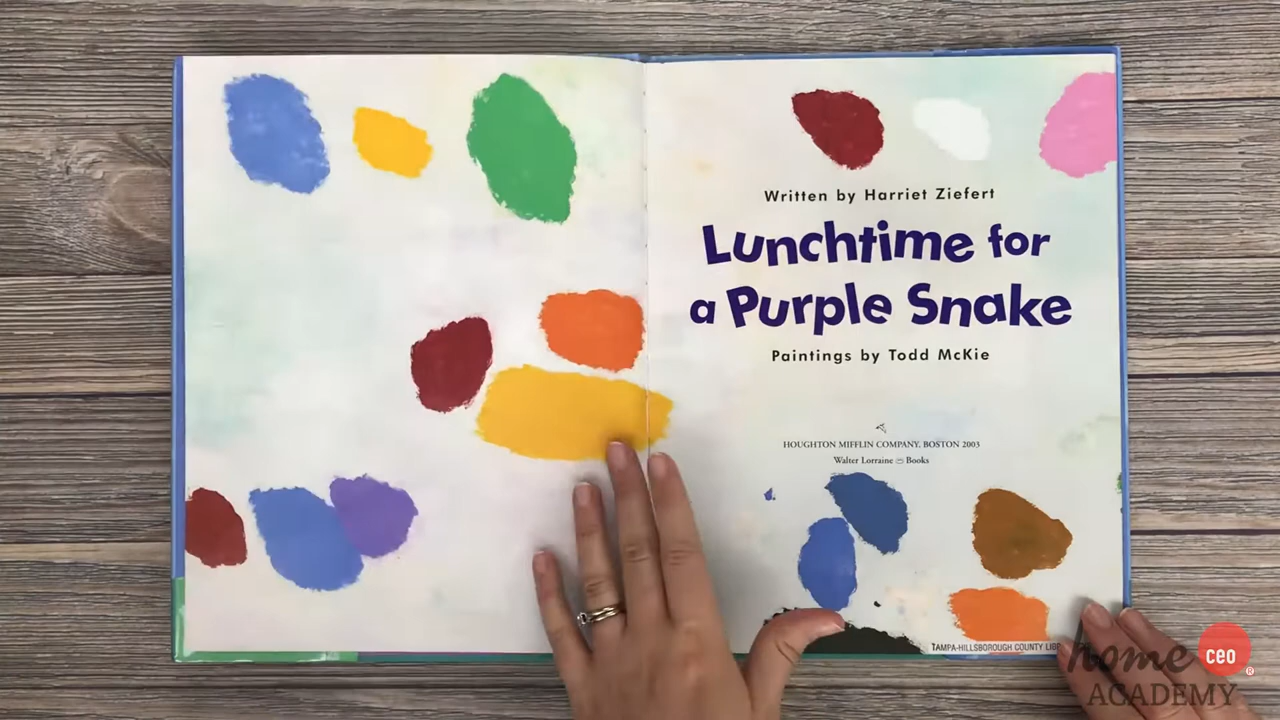 Written by Harriet Ziefert
Lunchtime for
a Purple Snake
Paintings by Todd McKie
HOUGHTON MIFFLIN COMPANY. BOSTON 2003
Walter Lorraine Books
TAMPA-HILLSBOROUGH COUNTY
home ceo ®
ACADEMY